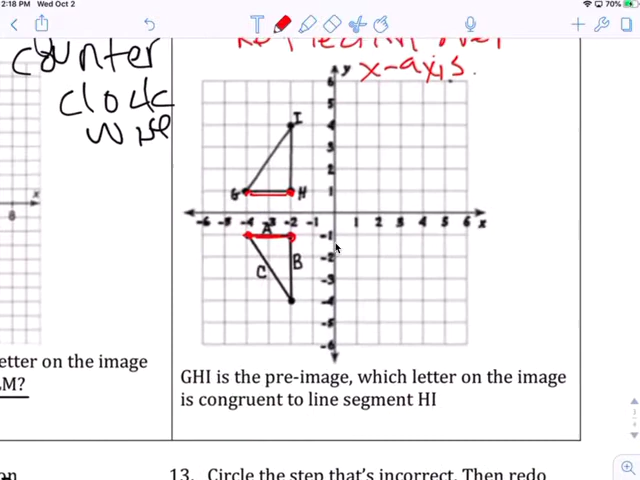 2:18 PM Wed Oct 2
70%
counter
clock
wise
Reflection over
x-axis.
y
6
5
4
3
2
1
I
G
H
-6 -5 -4 -3 -2 -1 1 2 3 4 5 6 x
A
B
C
-1
-2
-3
-4
-5
-6
x
8
etter on the image
M?
GHI is the pre-image, which letter on the image
is congruent to line segment HI
on
13. Circle the step that's incorrect. Then redo